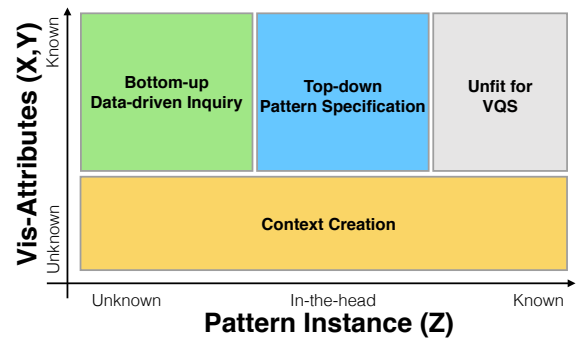 Vis-Attributes (X,Y)
Known
Unknown
Bottom-up
Data-driven Inquiry
Top-down
Pattern Specification
Unfit for
VQS
Context Creation
Unknown
In-the-head
Known
Pattern Instance (Z)